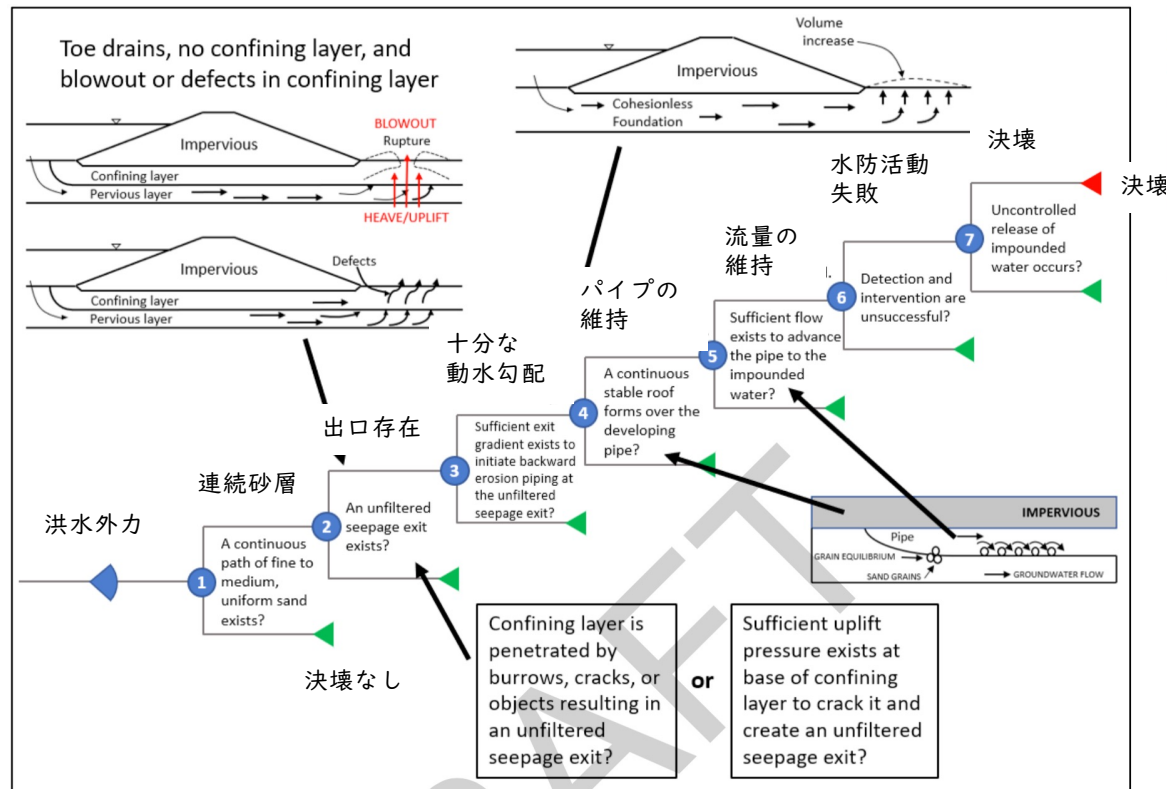 Toe drains, no confining layer, and
blowout or defects in confining layer
Impervious
BLOWOUT
Rupture
Confining layer
Pervious layer
HEAVE/UPLIFT
Impervious
Defects
Confining layer
Pervious layer
Impervious
Cohesionless
Foundation
Volume
increase
洪水外力
連続砂層
出口存在
十分な
動水勾配
パイプの
維持
流量の
維持
水防活動
失敗
決壊
決壊
決壊なし
1
A continuous
path of fine to
medium,
uniform sand
exists?
2
An unfiltered
seepage exit
exists?
3
Sufficient exit
gradient exists to
initiate backward
erosion piping at
the unfiltered
seepage exit?
4
A continuous
stable roof
forms over the
developing
pipe?
5
Sufficient flow
exists to advance
the pipe to the
impounded
water?
6
Detection and
intervention are
unsuccessful?
7
Uncontrolled
release of
impounded
water occurs?
IMPERVIOUS
Pipe
GRAIN EQUILIBRIUM
SAND GRAINS
GROUNDWATER FLOW
Confining layer is
penetrated by
burrows, cracks, or
objects resulting in
an unfiltered
seepage exit?
or
Sufficient uplift
pressure exists at
base of confining
layer to crack it and
create an unfiltered
seepage exit?